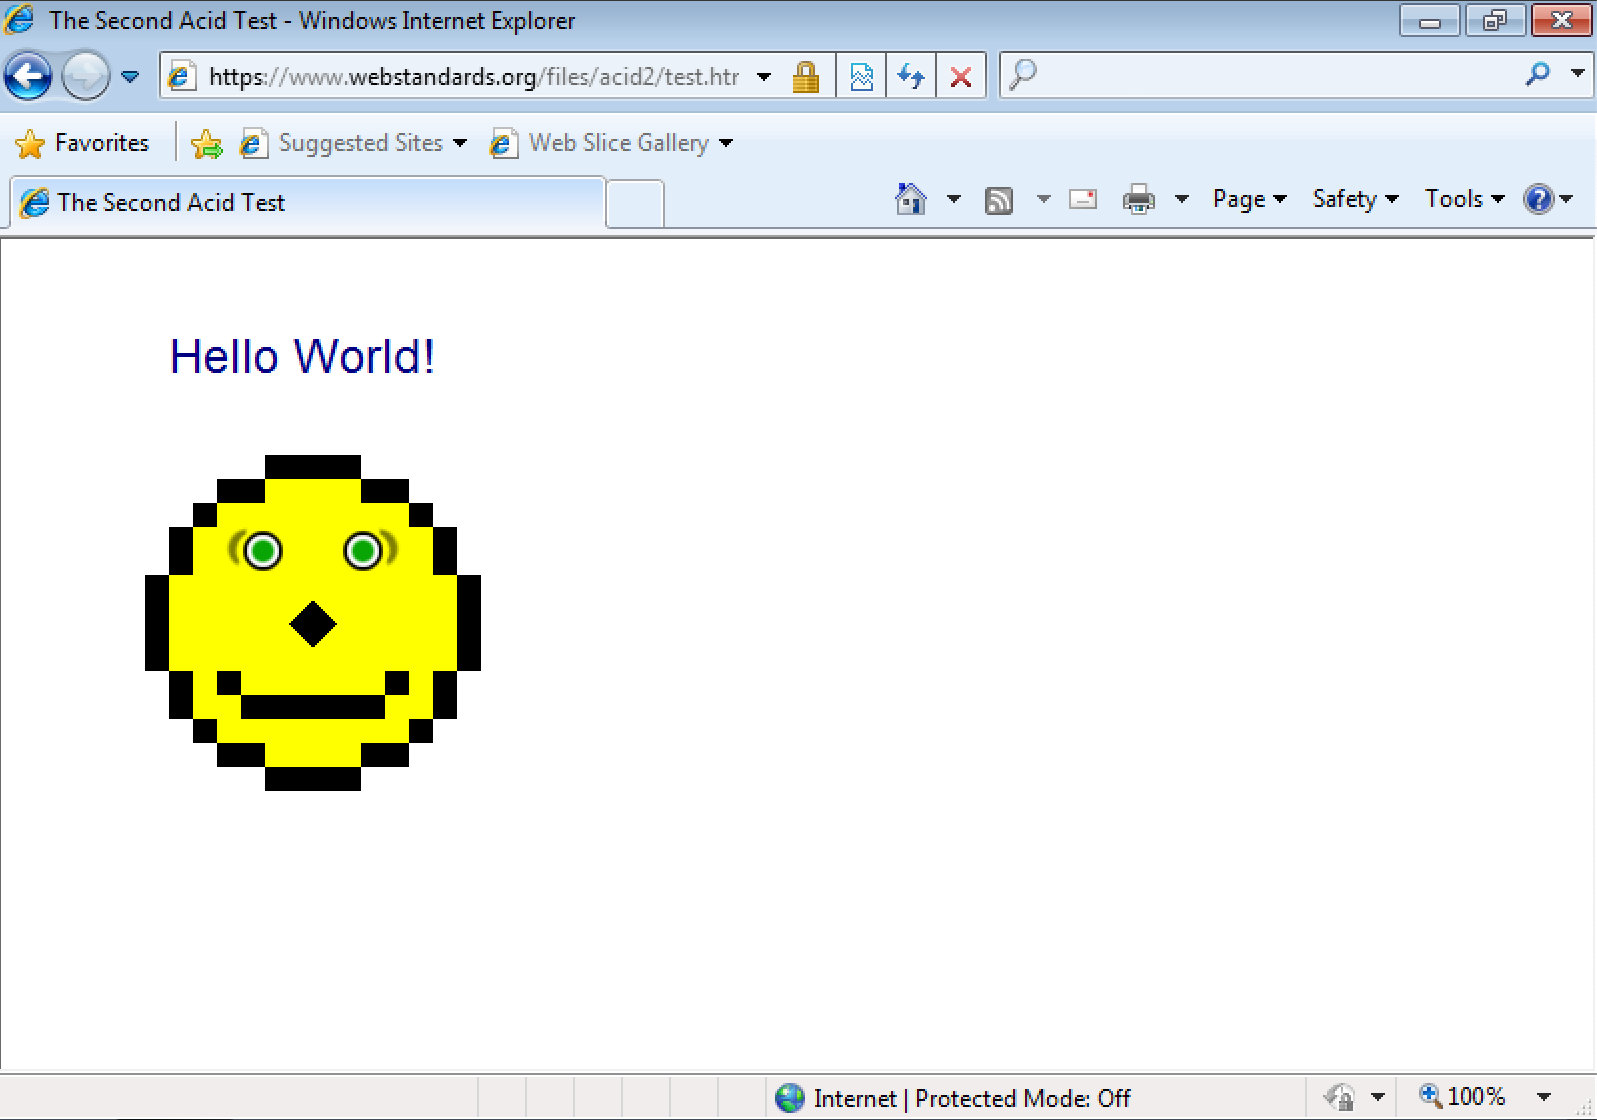 The Second Acid Test - Windows Internet Explorer
https://www.webstandards.org/files/acid2/test.htr
Favorites Suggested Sites Web Slice Gallery
The Second Acid Test Page Safety Tools
Hello World!
Internet | Protected Mode: Off 100%